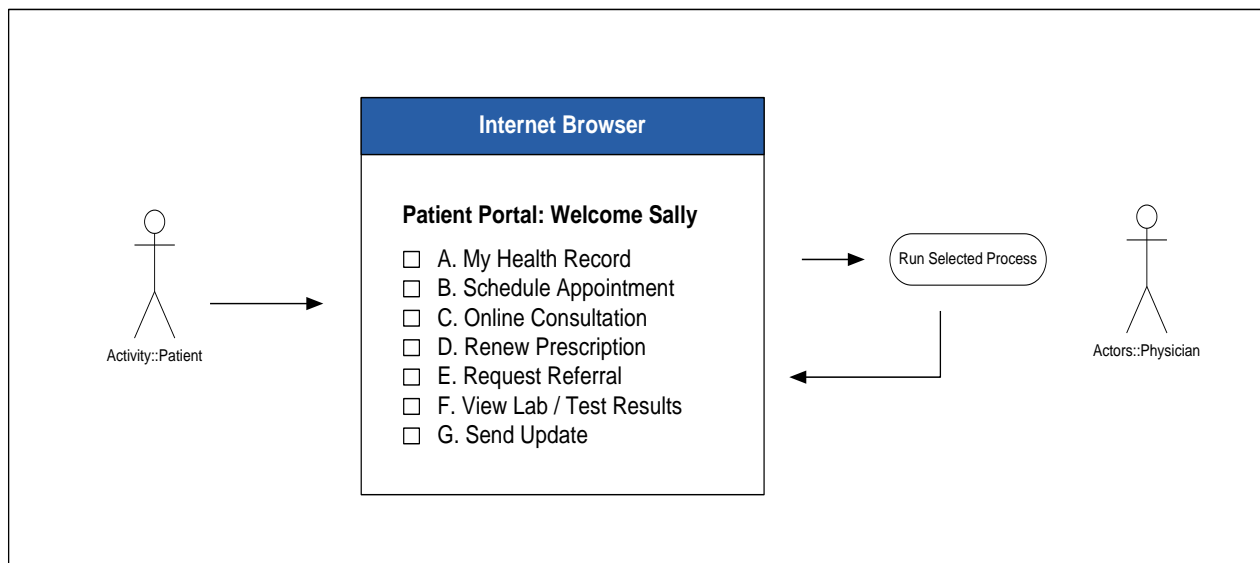 Internet Browser
Patient Portal: Welcome Sally
A. My Health Record
B. Schedule Appointment
C. Online Consultation
D. Renew Prescription
E. Request Referral
F. View Lab / Test Results
G. Send Update
Activity::Patient
Run Selected Process
Actors::Physician